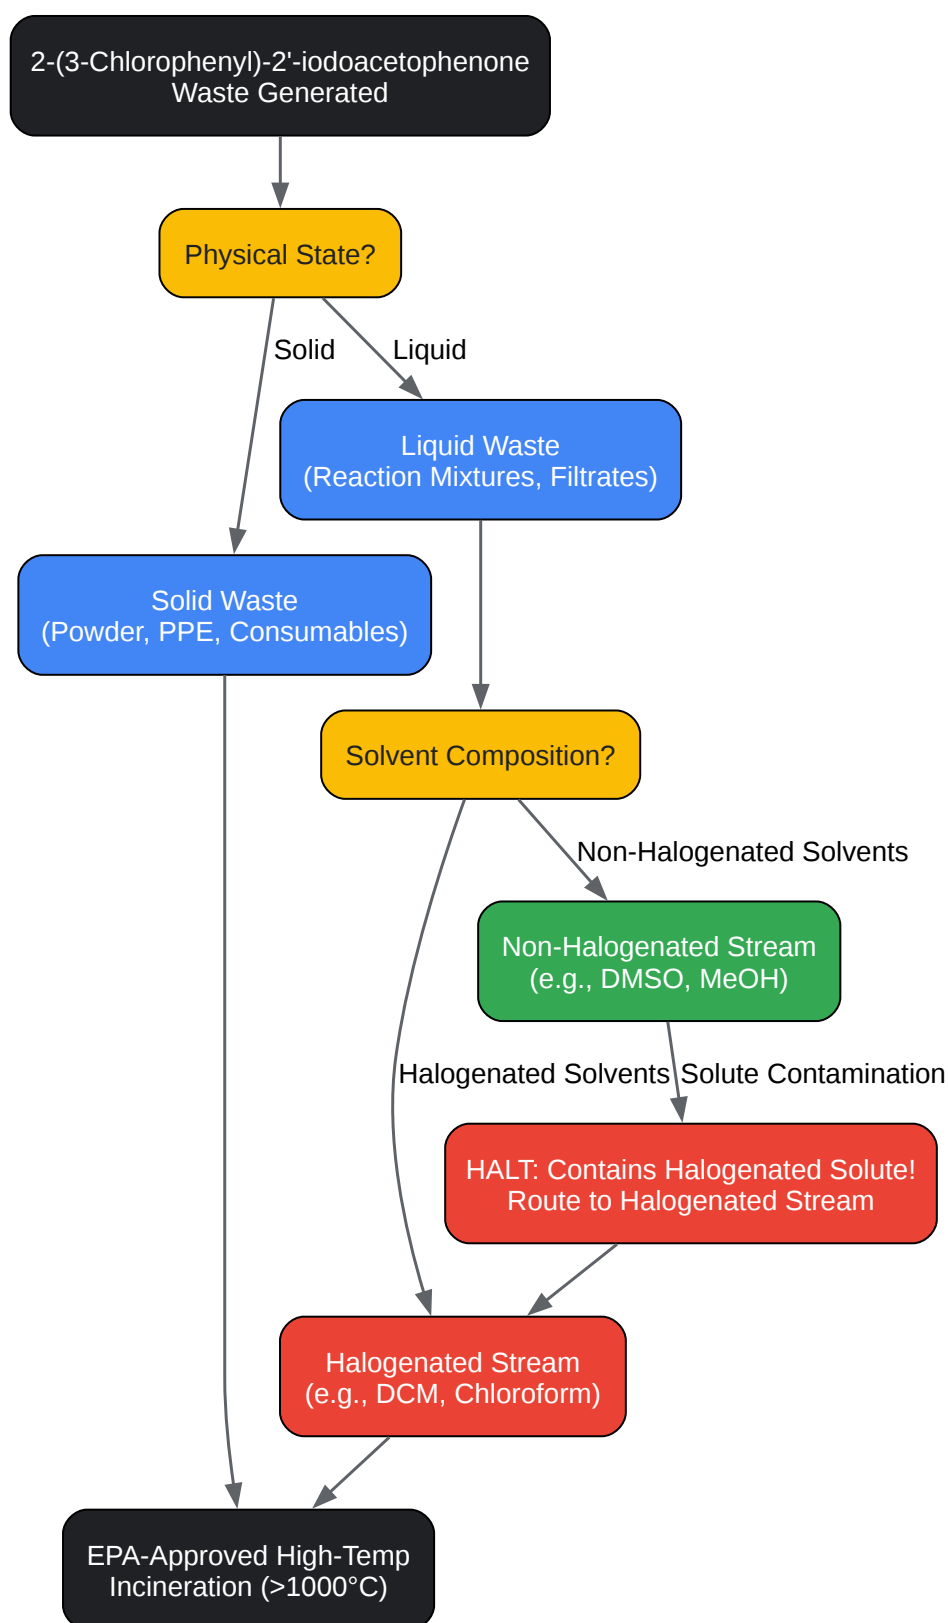 2-(3-Chlorophenyl)-2'-iodoacetophenone
Waste Generated
Physical State?
Solid
Liquid
Liquid Waste
(Reaction Mixtures, Filtrates)
Solid Waste
(Powder, PPE, Consumables)
Solvent Composition?
Non-Halogenated Solvents
Non-Halogenated Stream
(e.g., DMSO, MeOH)
Halogenated Solvents
Solute Contamination
HALT: Contains Halogenated Solute!
Route to Halogenated Stream
Halogenated Stream
(e.g., DCM, Chloroform)
EPA-Approved High-Temp
Incineration (>1000°C)